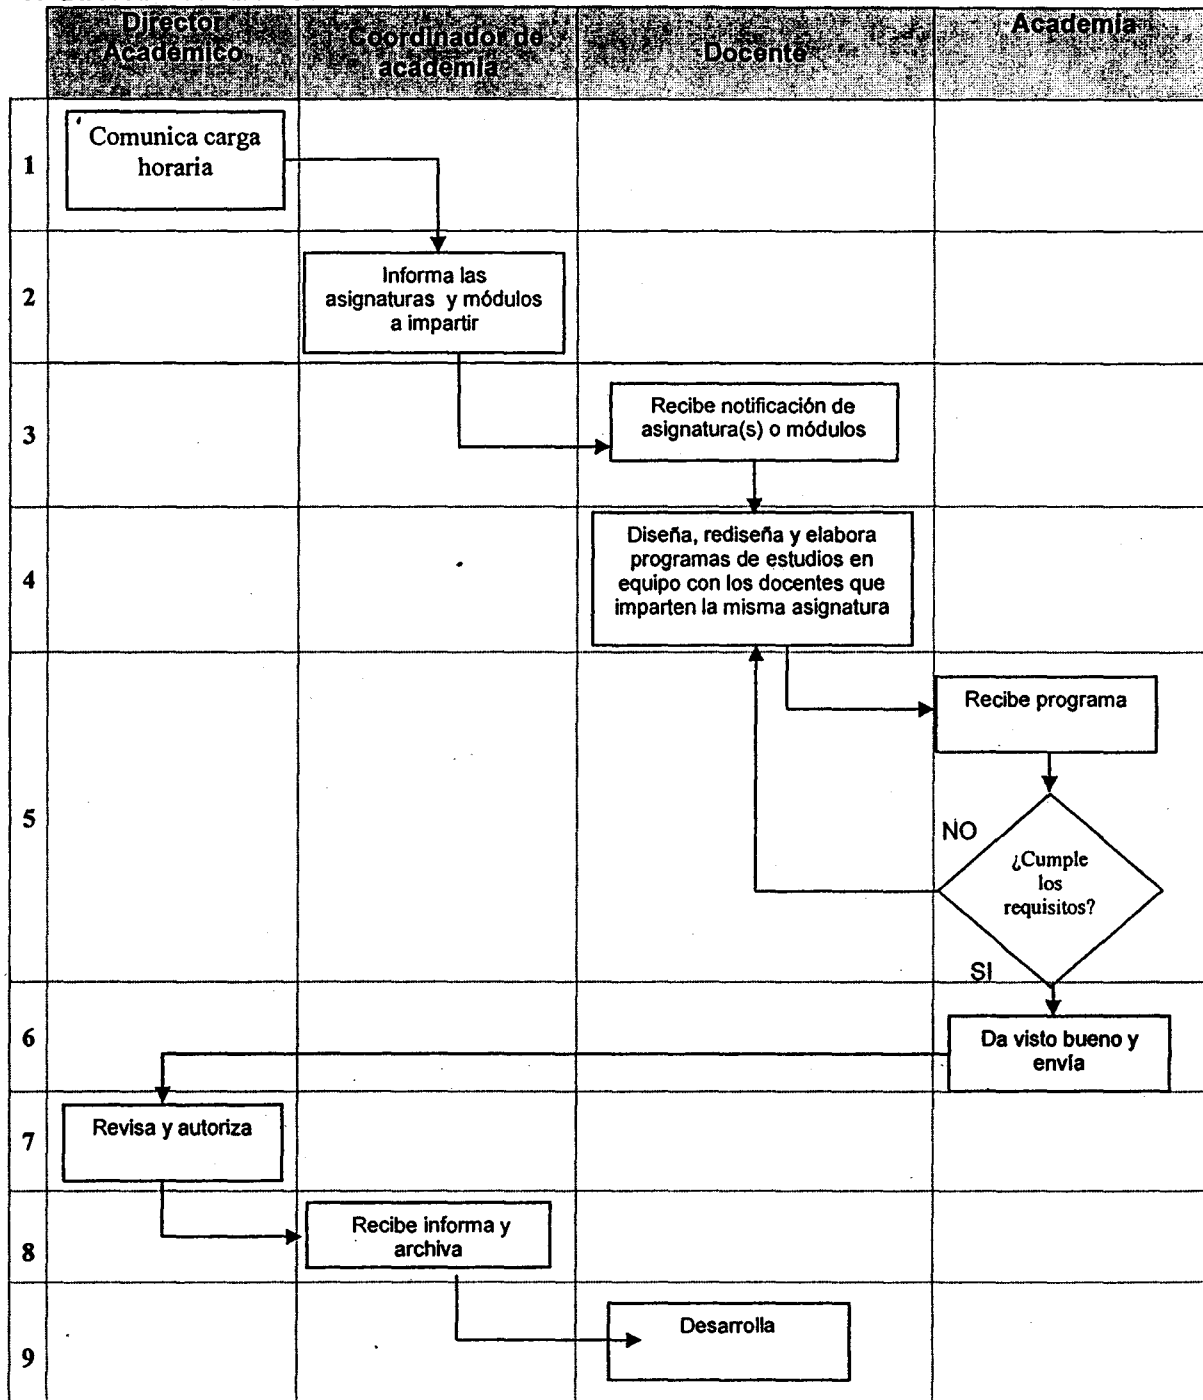 Director
Académico
Coordinador de
academia
Docente
Academia
1
Comunica carga
horaria
2
Informa las
asignaturas y módulos
a impartir
3
Recibe notificación de
asignatura(s) o módulos
4
Diseña, rediseña y elabora
programas de estudios en
equipo con los docentes que
imparten la misma asignatura
5
Recibe programa
NO
¿Cumple
los
requisitos?
SI
6
Da visto bueno y
envía
7
Revisa y autoriza
8
Recibe informa y
archiva
9
Desarrolla